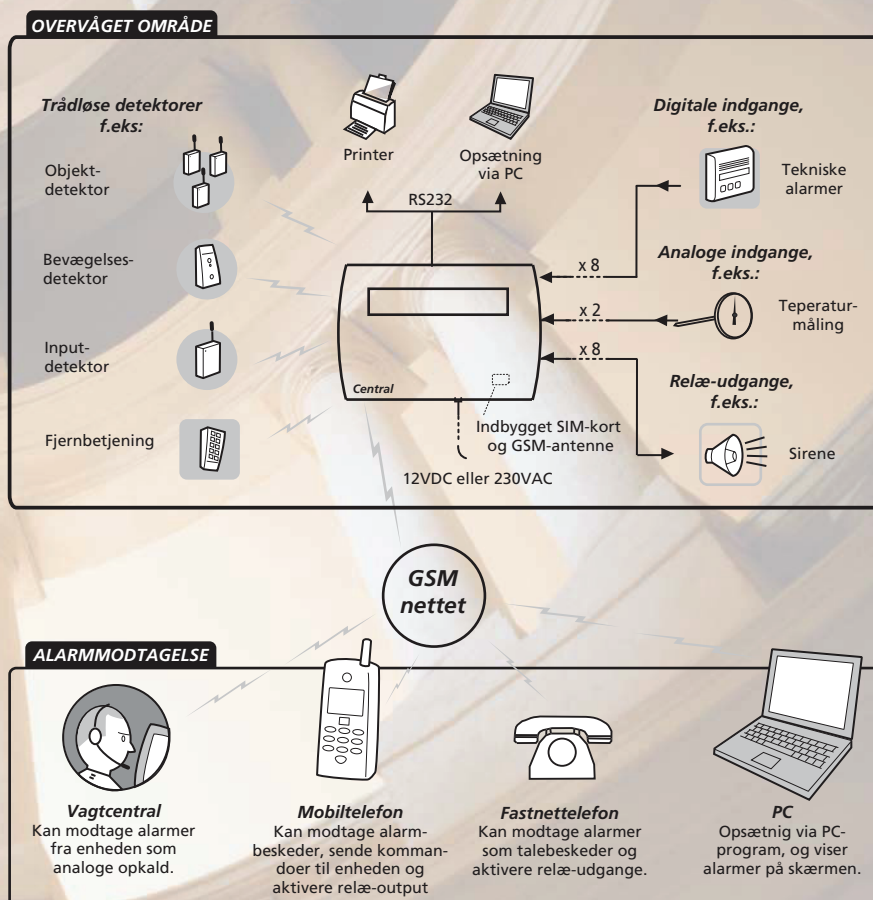 OVERVÅGET OMRÅDE
Trådløse detektorer
f.eks:
Objekt-
detektor
Bevægelses-
detektor
Input-
detektor
Fjernbetjening
Printer
Opsætning
via PC
RS232
Central
Indbygget SIM-kort
og GSM-antenne
12VDC eller 230VAC
x 8
x 2
x 8
Digitale indgange,
f.eks.:
Tekniske
alarmer
Analoge indgange,
f.eks.:
Teperatur-
måling
Relæ-udgange,
f.eks.:
Sirene
GSM
nettet
ALARMMODTAGELSE
Vagtcentral
Kan modtage alarmer
fra enheden som
analoge opkald.
Mobiltelefon
Kan modtage alarm-
beskeder, sende komman-
doer til enheden og
aktivere relæ-output
Fastnettelefon
Kan modtage alarmer
som talebeskeder og
aktivere relæ-udgange.
PC
Opsætnig via PC-
program, og viser
alarmer på skærmen.